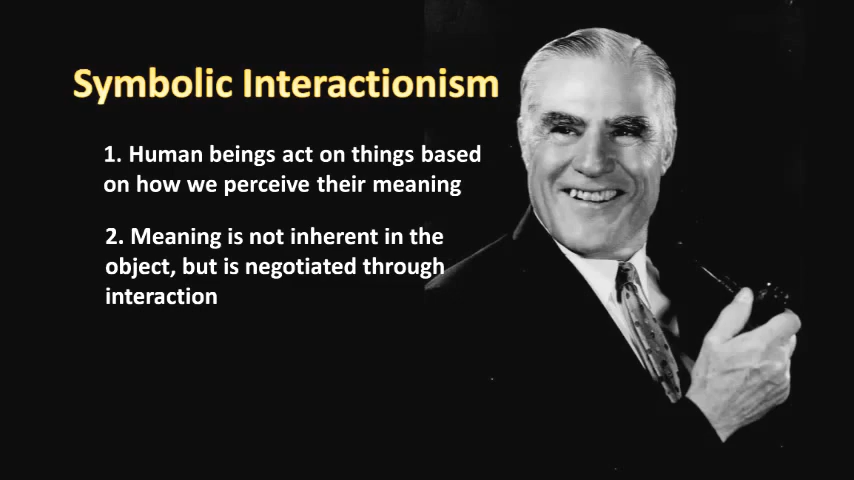 Symbolic Interactionism
1. Human beings act on things based
on how we perceive their meaning
2. Meaning is not inherent in the
object, but is negotiated through
interaction